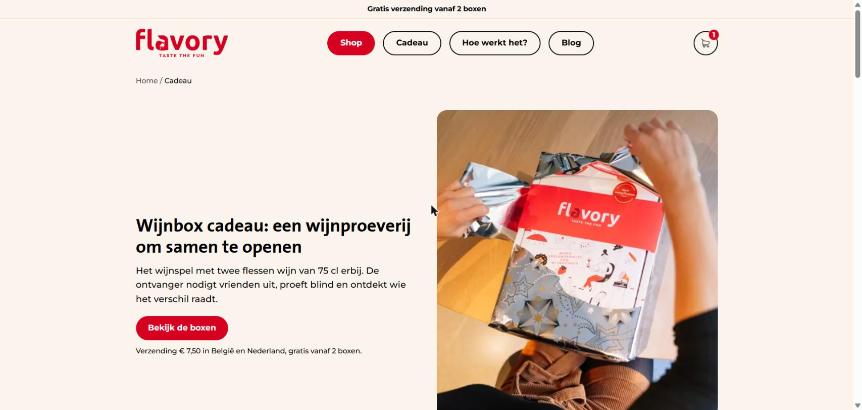 Gratis verzending vanaf 2 boxen
flavory
TASTE THE FUN
Shop
Cadeau
Hoe werkt het?
Blog
1
Home / Cadeau
Wijnbox cadeau: een wijnproeverij
om samen te openen
Het wijnspel met twee flessen wijn van 75 cl erbij. De
ontvanger nodigt vrienden uit, proeft blind en ontdekt wie
het verschil raadt.
Bekijk de boxen
Verzending € 7,50 in België en Nederland, gratis vanaf 2 boxen.
flavory
TASTE THE FUN